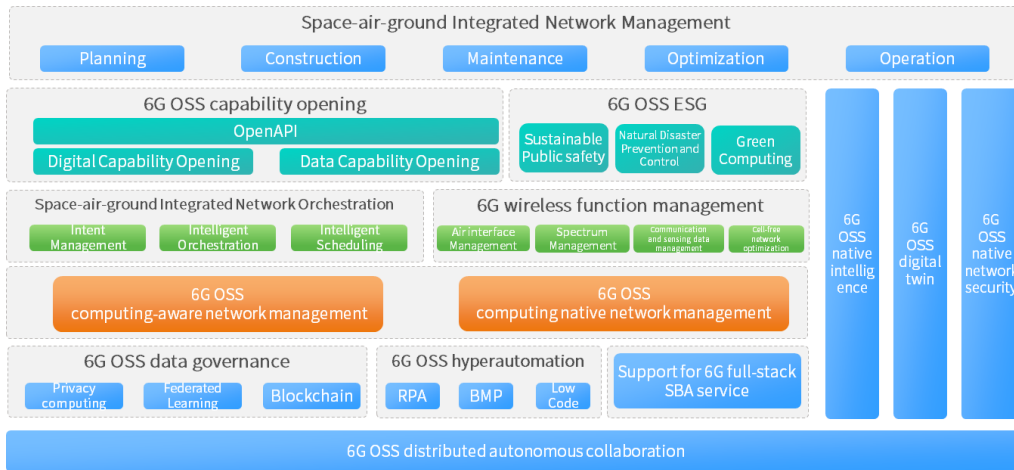 Space-air-ground Integrated Network Management
Planning
Construction
Maintenance
Optimization
Operation
6G OSS capability opening
OpenAPI
Digital Capability Opening
Data Capability Opening
6G OSS ESG
Sustainable
Public safety
Natural Disaster
Prevention and
Control
Green
Computing
Space-air-ground Integrated Network Orchestration
Intent
Management
Intelligent
Orchestration
Intelligent
Scheduling
6G wireless function management
Air interface
Management
Spectrum
Management
Communication
and sensing data
management
Cell-free
network
optimization
6G OSS
computing-aware network management
6G OSS
computing native network management
6G OSS data governance
Privacy
computing
Federated
Learning
Blockchain
6G OSS hyperautomation
RPA
BMP
Low
Code
Support for 6G full-stack
SBA service
6G
OSS
native
intellig
ence
6G
OSS
digital
twin
6G
OSS
native
network
security
6G OSS distributed autonomous collaboration